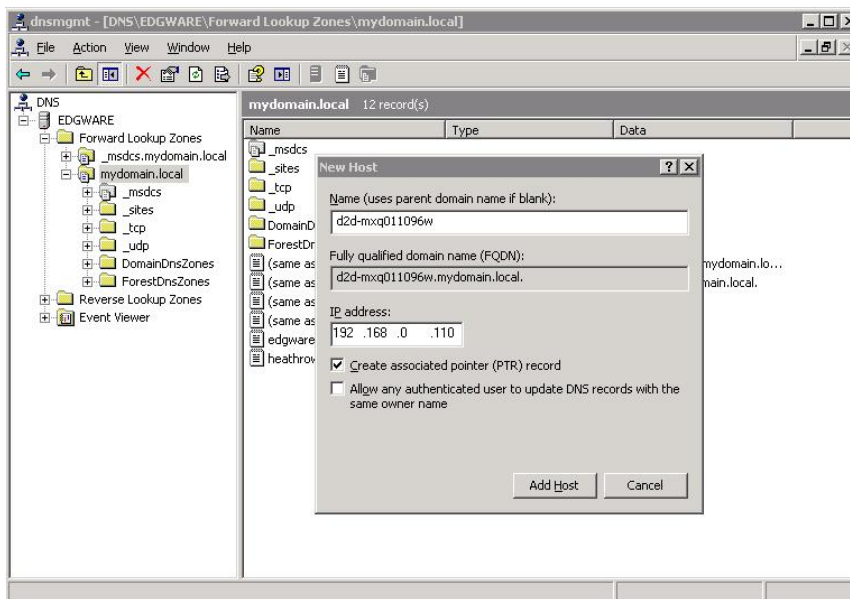 dnsmgmt - [DNS\EDGWARE\Forward Lookup Zones\mydomain.local]
File Action View Window Help
DNS
EDGWARE
Forward Lookup Zones
_msdcs.mydomain.local
mydomain.local
_msdcs
_sites
_tcp
_udp
DomainDnsZones
ForestDnsZones
Reverse Lookup Zones
Event Viewer
mydomain.local 12 record(s)
Name Type Data
_msdcs
_sites
_tcp
_udp
DomainD
ForestDr
(same as
(same as
(same as
(same as
edgware
heathrow
mydomain.lo...
main.local.
New Host
Name (uses parent domain name if blank):
d2d-mxq011096w
Fully qualified domain name (FQDN):
d2d-mxq011096w.mydomain.local.
IP address:
192 .168 .0 .110
Create associated pointer (PTR) record
Allow any authenticated user to update DNS records with the
same owner name
Add Host Cancel